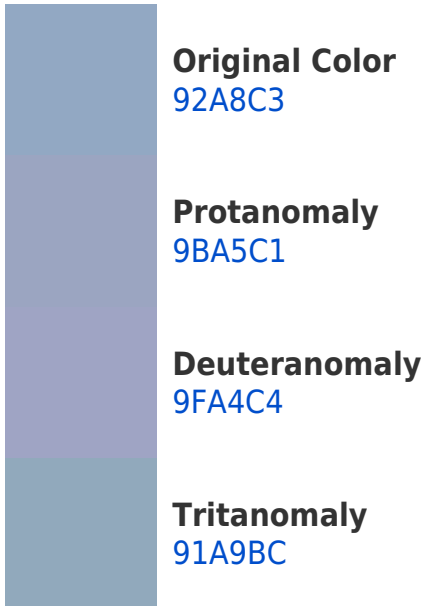 Original Color
92A8C3
Protanomaly
9BA5C1
Deuteranomaly
9FA4C4
Tritanomaly
91A9BC